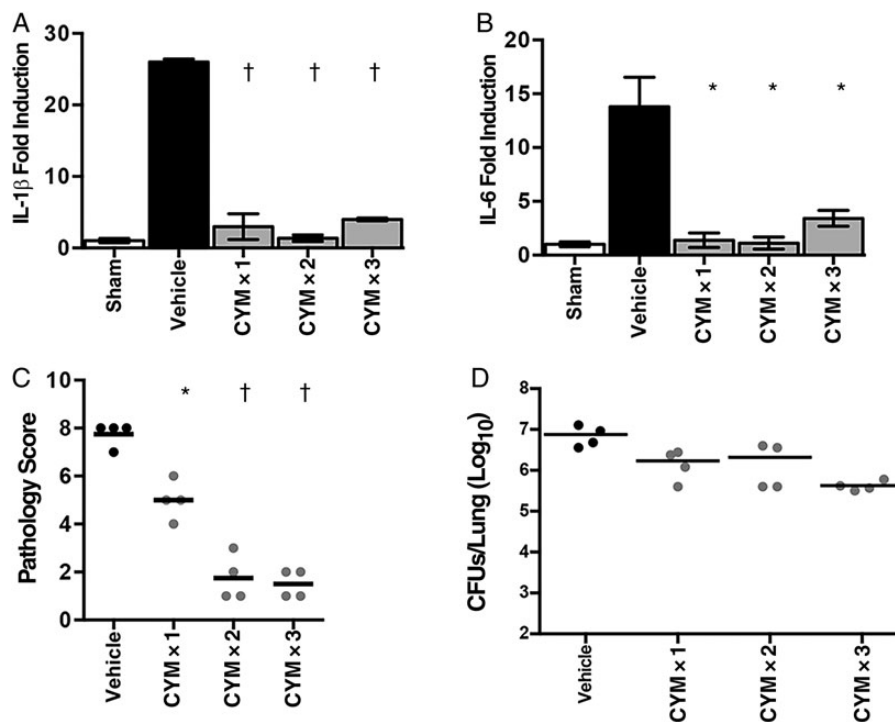 A
IL-1β Fold Induction
30
20
10
0
† † †
Sham
Vehicle
CYM × 1
CYM × 2
CYM × 3
B
IL-6 Fold Induction
20
15
10
5
0
* * *
Sham
Vehicle
CYM × 1
CYM × 2
CYM × 3
C
Pathology Score
10
8
6
4
2
0
* † †
Vehicle
CYM × 1
CYM × 2
CYM × 3
D
CFUs/Lung (Log10)
8
7
6
5
4
3
2
Vehicle
CYM × 1
CYM × 2
CYM × 3